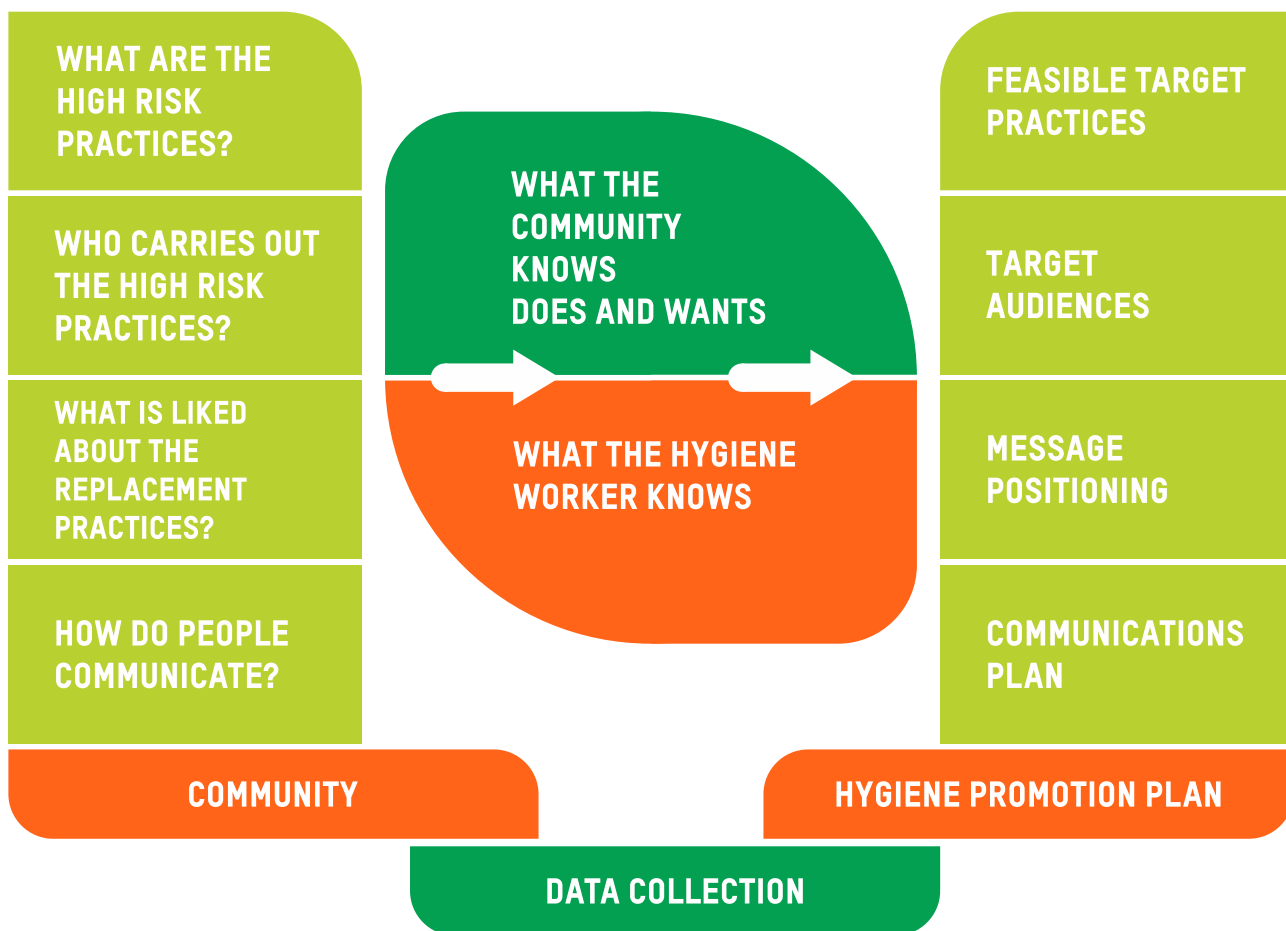 WHAT ARE THE
HIGH RISK
PRACTICES?
WHO CARRIES OUT
THE HIGH RISK
PRACTICES?
WHAT IS LIKED
ABOUT THE
REPLACEMENT
PRACTICES?
HOW DO PEOPLE
COMMUNICATE?
COMMUNITY
WHAT THE
COMMUNITY
KNOWS
DOES AND WANTS
WHAT THE HYGIENE
WORKER KNOWS
DATA COLLECTION
FEASIBLE TARGET
PRACTICES
TARGET
AUDIENCES
MESSAGE
POSITIONING
COMMUNICATIONS
PLAN
HYGIENE PROMOTION PLAN